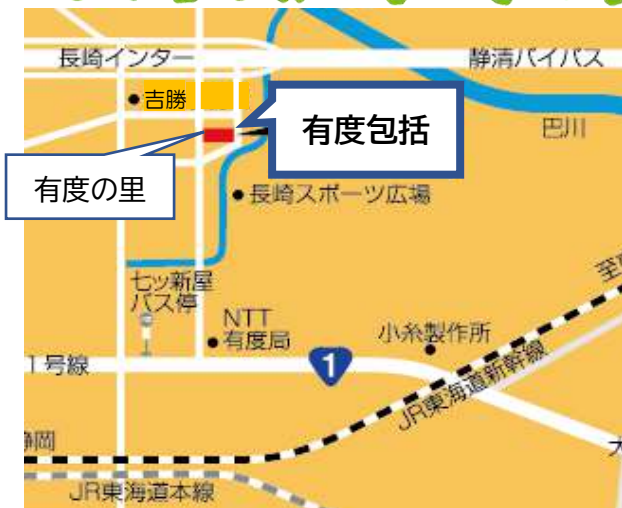 長崎インター
静清バイパス
吉勝
有度包括
巴川
有度の里
長崎スポーツ広場
七ッ新屋
バス停
NTT
有度局
小糸製作所
1号線
1
JR東海道新幹線
JR東海道本線